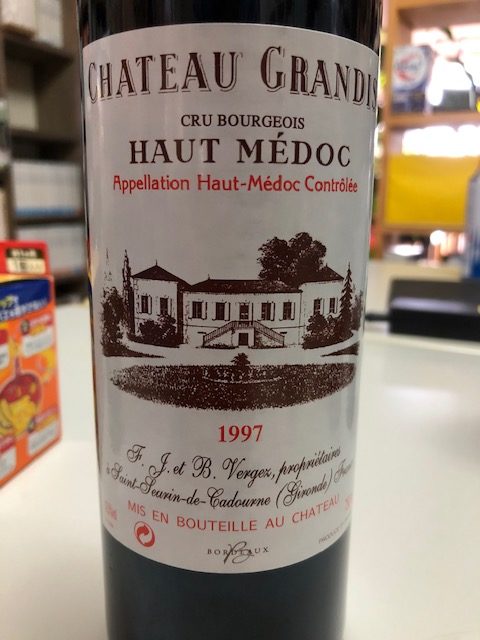 CHATEAU GRANDIS
CRU BOURGEOIS
HAUT MÉDOC
Appellation Haut-Médoc Contrôlée
1997
F. J. et B. Vergez, propriétaires
à Saint-Seurin-de-Cadourne (Gironde) France
MIS EN BOUTEILLE AU CHATEAU
BORDEAUX